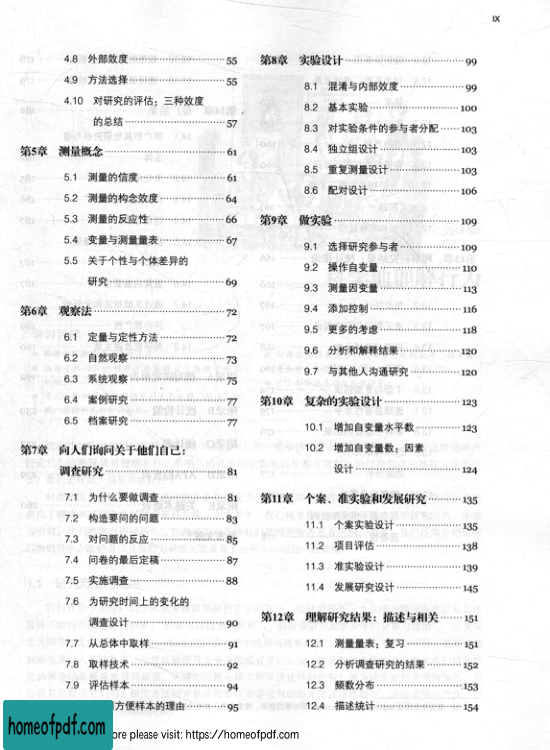 IX
4.8 外部效度 55
4.9 方法选择 55
4.10 对研究的评估：三种效度
的总结 57
第5章 测量概念 61
5.1 测量的信度 61
5.2 测量的构念效度 64
5.3 测量的反应性 66
5.4 变量与测量量表 67
5.5 关于个性与个体差异的
研究 69
第6章 观察法 72
6.1 定量与定性方法 72
6.2 自然观察 73
6.3 系统观察 75
6.4 案例研究 77
6.5 档案研究 77
第7章 向人们询问关于他们自己：
调查研究 81
7.1 为什么要做调查 81
7.2 构造要问的问题 83
7.3 对问题的反应 85
7.4 问卷的最后定稿 87
7.5 实施调查 88
7.6 为研究时间上的变化的
调查设计 90
7.7 从总体中取样 91
7.8 取样技术 92
7.9 评估样本 94
方便样本的理由 95
第8章 实验设计 99
8.1 混淆与内部效度 99
8.2 基本实验 100
8.3 对实验条件的参与者分配 103
8.4 独立组设计 103
8.5 重复测量设计 103
8.6 配对设计 106
第9章 做实验 109
9.1 选择研究参与者 109
9.2 操作自变量 110
9.3 测量因变量 113
9.4 添加控制 116
9.5 更多的考虑 118
9.6 分析和解释结果 120
9.7 与其他人沟通研究 120
第10章 复杂的实验设计 123
10.1 增加自变量水平数 123
10.2 增加自变量数：因素
设计 124
第11章 个案、准实验和发展研究 135
11.1 个案实验设计 135
11.2 项目评估 138
11.3 准实验设计 139
11.4 发展研究设计 145
第12章 理解研究结果：描述与相关 151
12.1 测量量表：复习 151
12.2 分析调查研究的结果 152
12.3 频数分布 153
12.4 描述统计 154
homeofpdf.com
ore please visit: https://homeofpdf.com